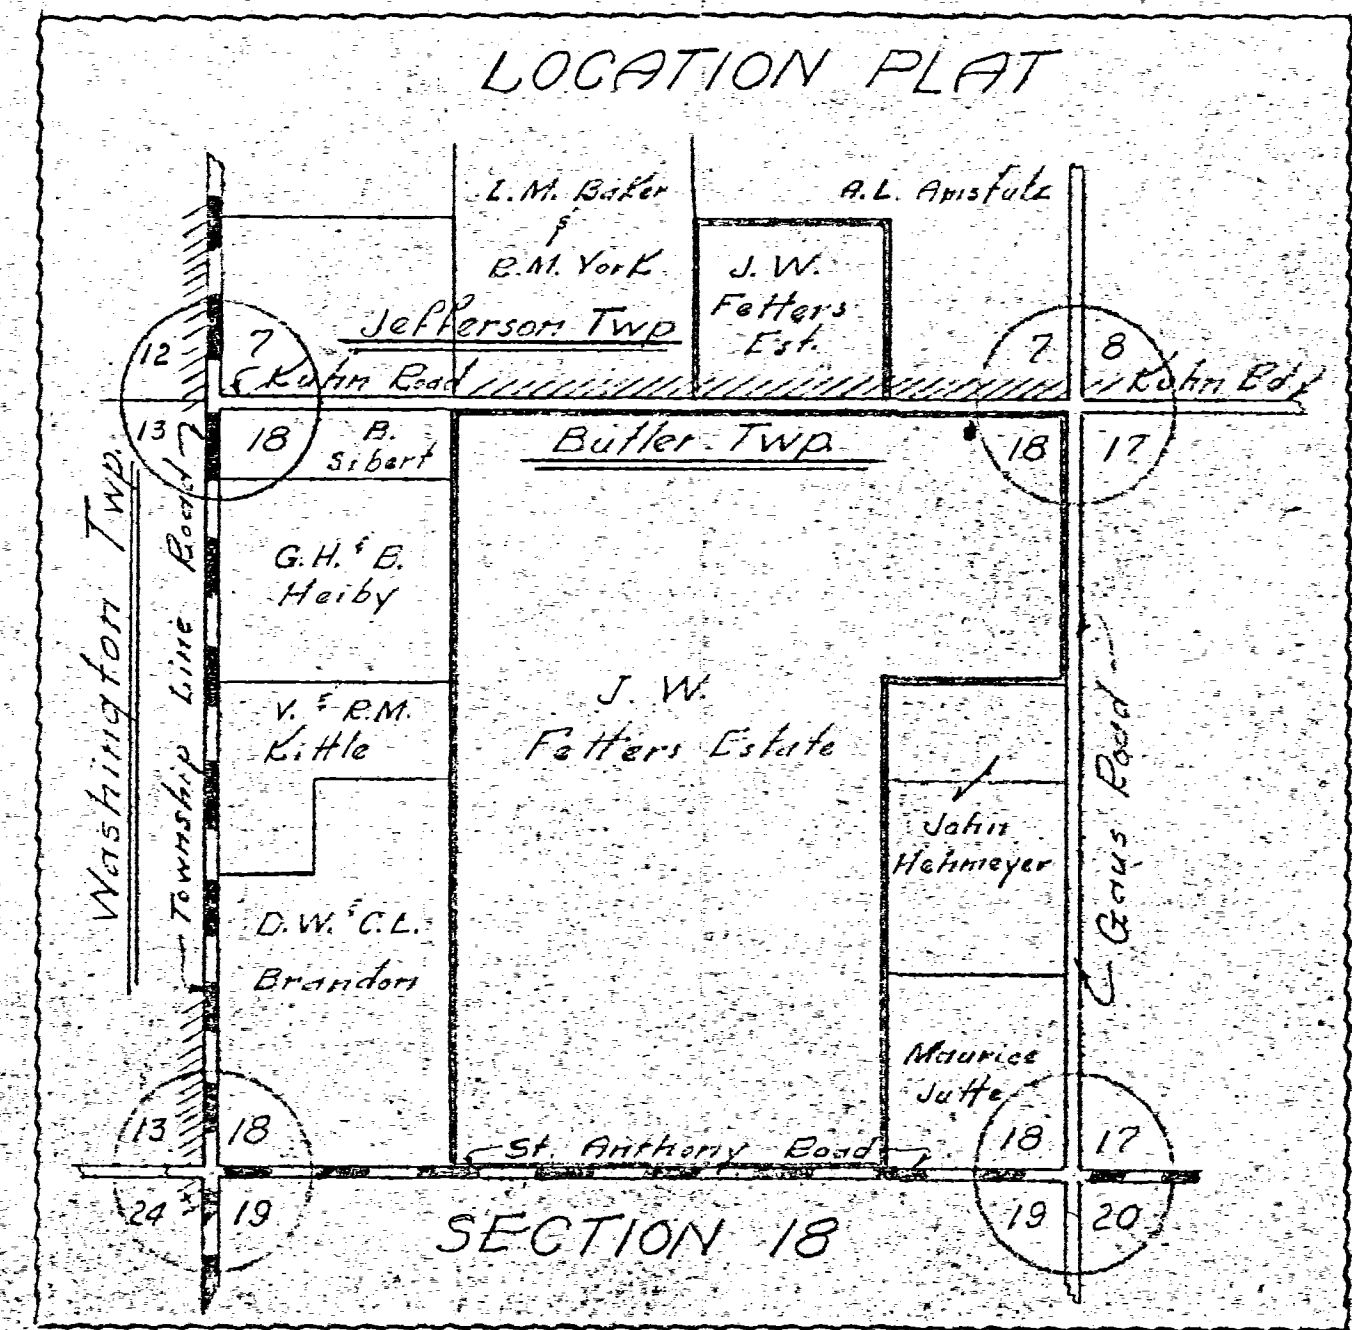 LOCATION PLAT
L.M. Baker
&
R.M. York
A.L. Amstutz
J. W.
Fetters
Est.
Jefferson Twp
12
7
7
8
Kuhn Road
Kuhn Rd
13
18
B.
Sibert
Butler Twp.
18
17
Washington Twp.
Township Line Road
G.H. & B.
Heiby
V. & R.M.
Kittle
J. W.
Fetters Estate
John
Hehmeyer
Gaus Road
D.W. & C.L.
Brandon
Maurice
Jutte
13
18
St. Anthony Road
18
17
24
19
SECTION 18
19
20